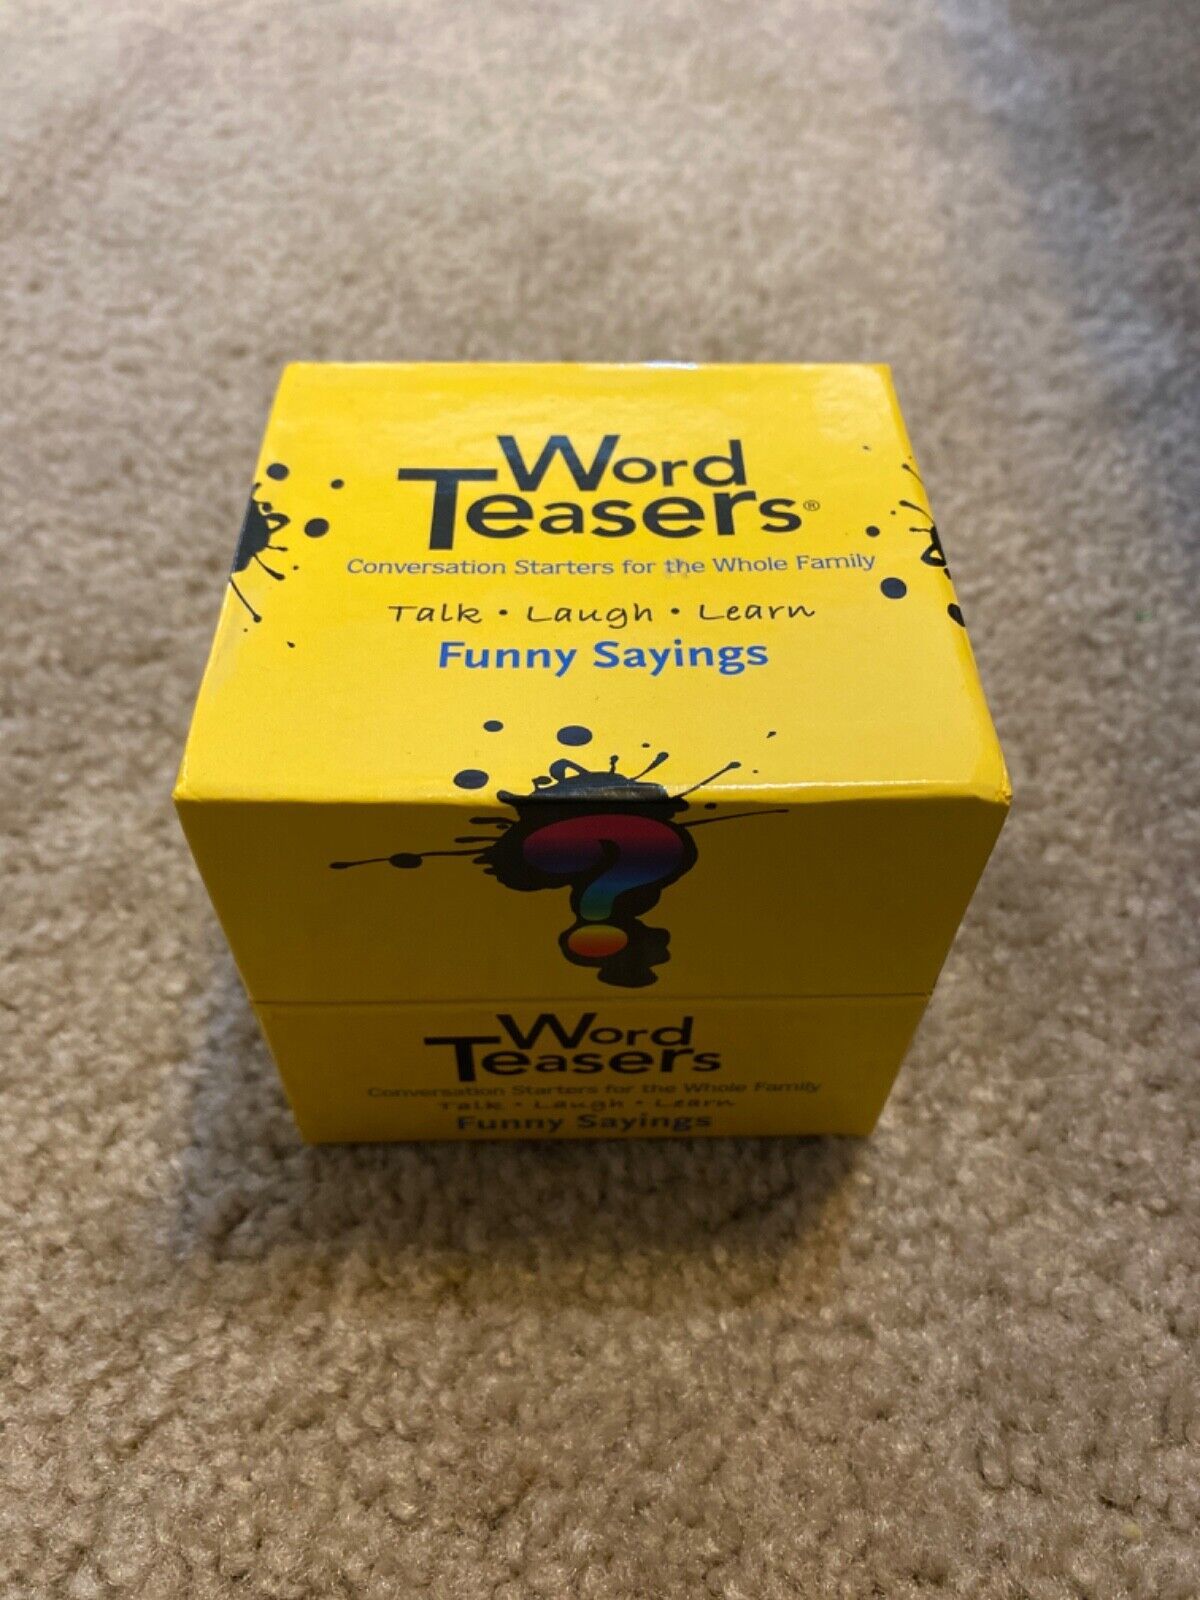 Word
Teasers®
Conversation Starters for the Whole Family
Talk • Laugh • Learn
Funny Sayings
?
Word
Teasers
Conversation Starters for the Whole Family
Talk • Laugh • Learn
Funny Sayings